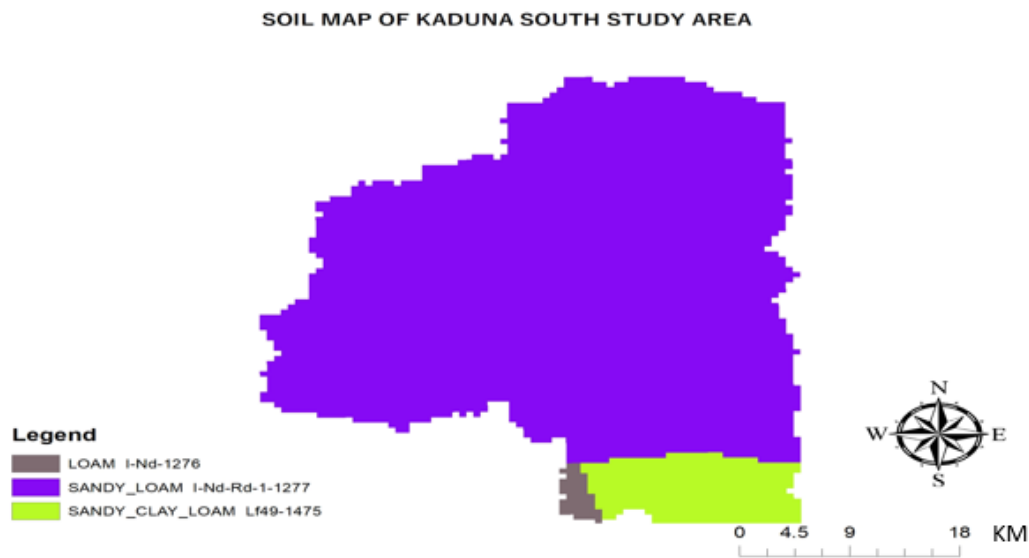 SOIL MAP OF KADUNA SOUTH STUDY AREA
N
W E
S
Legend
LOAM I-Nd-1276
SANDY_LOAM I-Nd-Rd-1-1277
SANDY_CLAY_LOAM Lf49-1475
0 4.5 9 18 KM